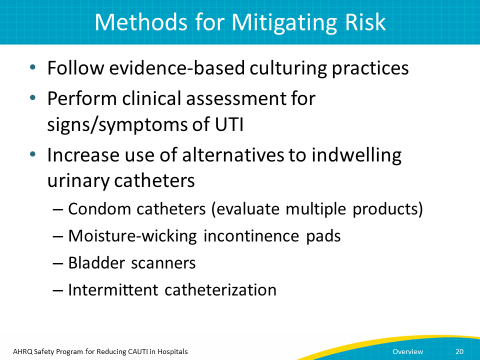 Methods for Mitigating Risk
• Follow evidence-based culturing practices
• Perform clinical assessment for
signs/symptoms of UTI
• Increase use of alternatives to indwelling
urinary catheters
– Condom catheters (evaluate multiple products)
– Moisture-wicking incontinence pads
– Bladder scanners
– Intermittent catheterization
AHRQ Safety Program for Reducing CAUTI in Hospitals
Overview 20